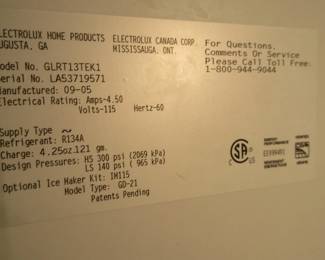 ELECTROLUX HOME PRODUCTS ELECTROLUX CANADA CORP.
AUGUSTA, GA MISSISSAUGA, ONT.
For Questions,
Comments Or Service
Please Call Toll Free:
1-800-944-9044
Model No. GLRT13TEK1
Serial No. LA53719571
Manufactured: 09-05
Electrical Rating: Amps-4.50
Volts-115 Hertz-60
Supply Type ~
Refrigerant: R134A
Charge: 4.25oz.121 gm.
Design Pressures: HS 300 psi (2069 kPa)
LS 140 psi ( 965 kPa)
Optional Ice Maker Kit: IM115
Model Type: GD-21
Patents Pending
SA
C US